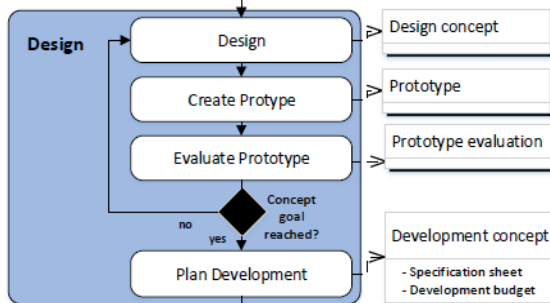 Design
Design
Design concept
Create Protype
Prototype
Evaluate Prototype
Prototype evaluation
Concept
goal
reached?
no
yes
Plan Development
Development concept
- Specification sheet
- Development budget